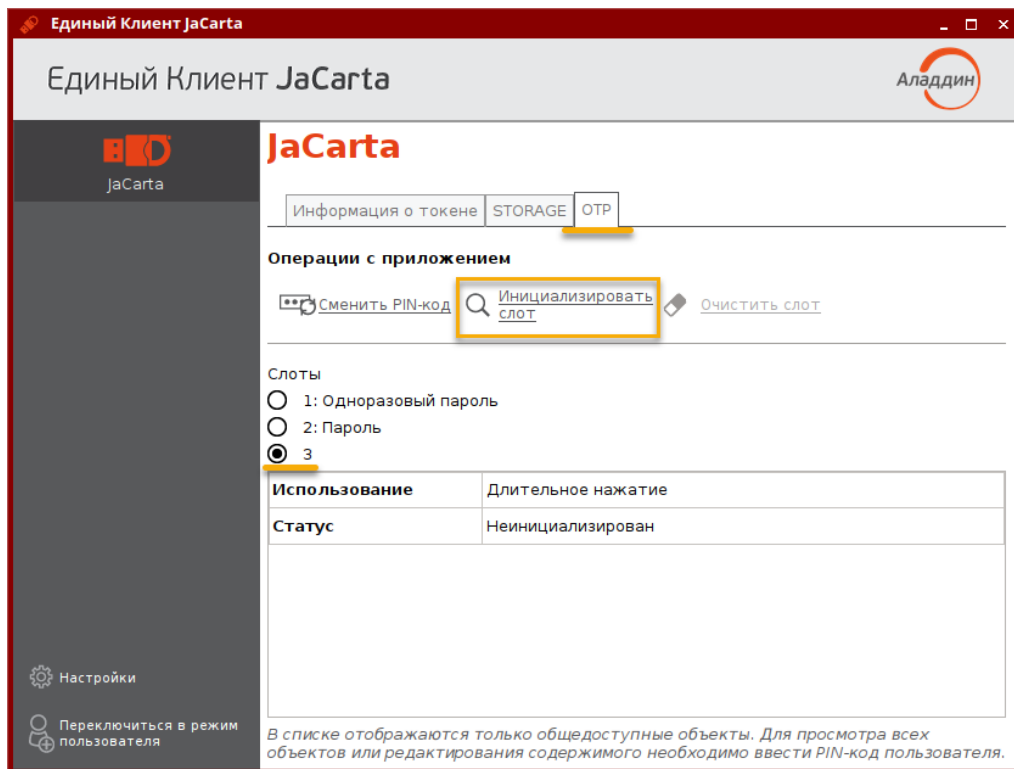 Единый Клиент JaCarta
Единый Клиент JaCarta
Аладдин
JaCarta
JaCarta
Информация о токене STORAGE OTP
Операции с приложением
Сменить PIN-код Инициализировать слот Очистить слот
Слоты
1: Одноразовый пароль
2: Пароль
3
Использование Длительное нажатие
Статус Неинициализирован
Настройки
Переключиться в режим
пользователя
В списке отображаются только общедоступные объекты. Для просмотра всех
объектов или редактирования содержимого необходимо ввести PIN-код пользователя.